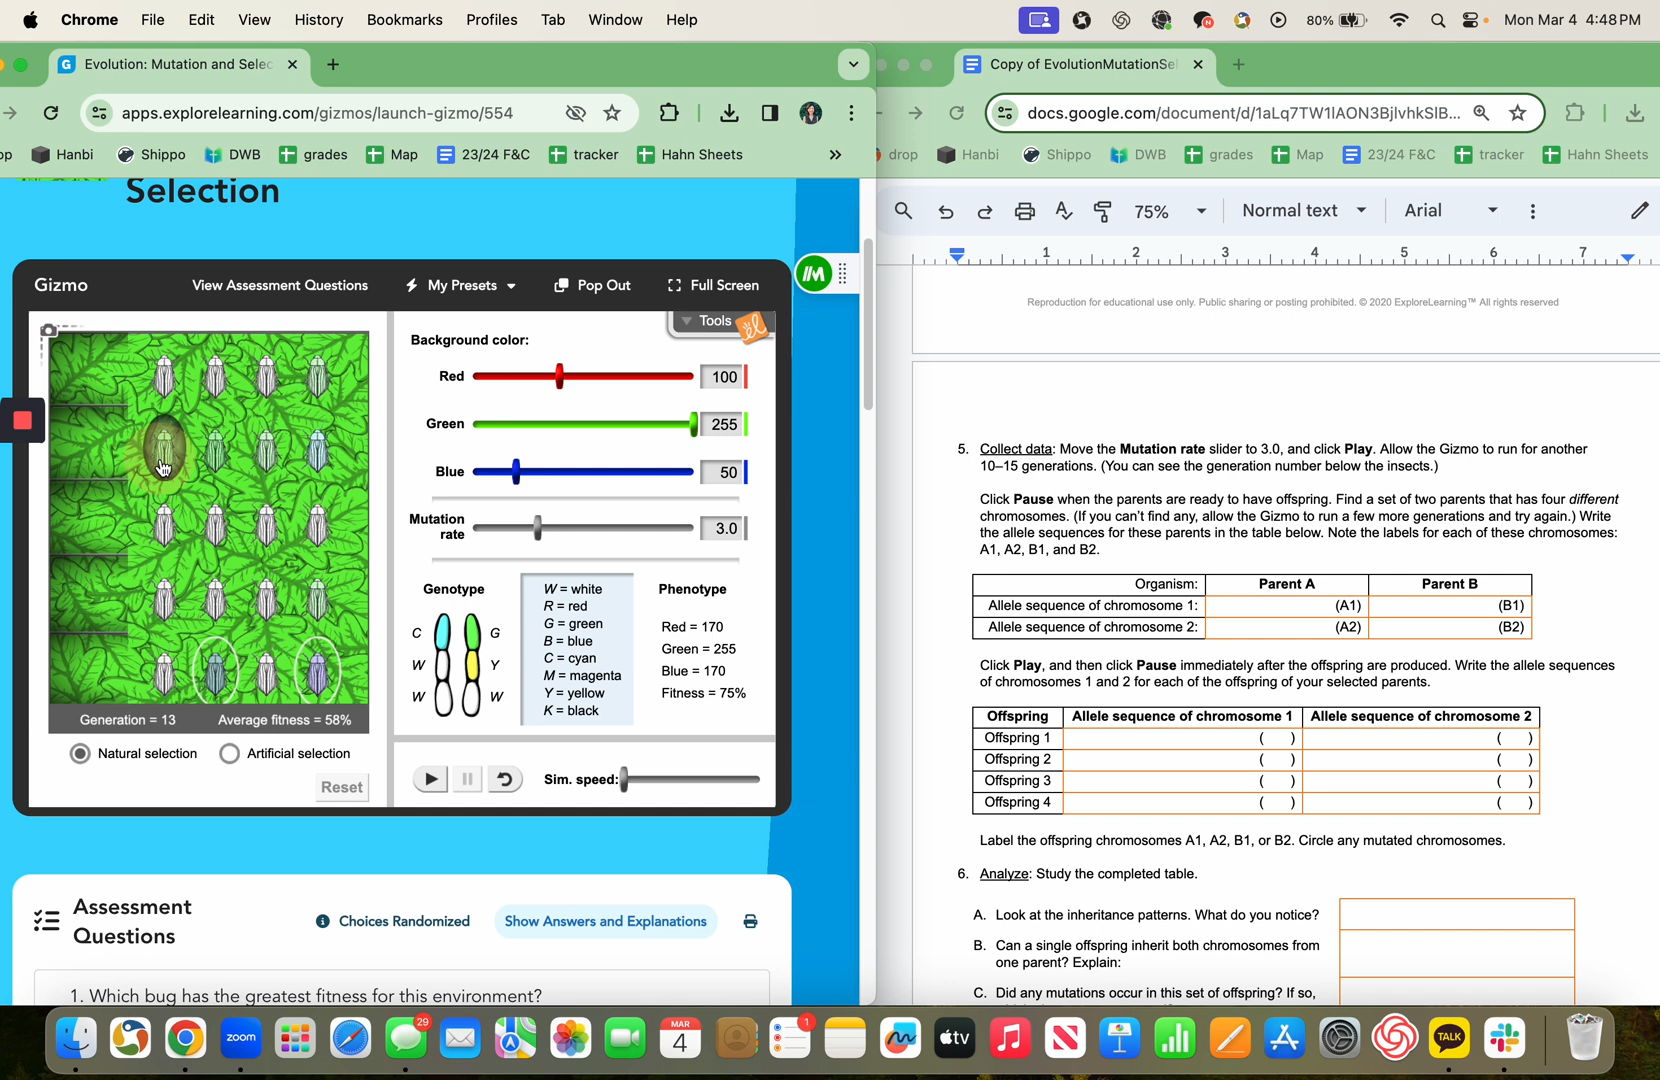 Chrome File Edit View History Bookmarks Profiles Tab Window Help
80% Mon Mar 4 4:48 PM
Evolution: Mutation and Selec
apps.explorelearning.com/gizmos/launch-gizmo/554
op Hanbi Shippo DWB grades Map 23/24 F&C tracker Hahn Sheets
Selection
Gizmo View Assessment Questions My Presets Pop Out Full Screen
Tools
Background color:
Red 100
Green 255
Blue 50
Mutation
rate 3.0
Genotype
C G
W Y
W W
W = white
R = red
G = green
B = blue
C = cyan
M = magenta
Y = yellow
K = black
Phenotype
Red = 170
Green = 255
Blue = 170
Fitness = 75%
Generation = 13 Average fitness = 58%
Natural selection Artificial selection
Reset
Sim. speed:
Assessment
Questions
Choices Randomized Show Answers and Explanations
1. Which bug has the greatest fitness for this environment?
Copy of EvolutionMutationSel
docs.google.com/document/d/1aLq7TW1lAON3BjlvhkSlB...
drop Hanbi Shippo DWB grades Map 23/24 F&C tracker Hahn Sheets
75% Normal text Arial
1 2 3 4 5 6 7
Reproduction for educational use only. Public sharing or posting prohibited. © 2020 ExploreLearning™ All rights reserved
5. Collect data: Move the Mutation rate slider to 3.0, and click Play. Allow the Gizmo to run for another
10–15 generations. (You can see the generation number below the insects.)
Click Pause when the parents are ready to have offspring. Find a set of two parents that has four different
chromosomes. (If you can't find any, allow the Gizmo to run a few more generations and try again.) Write
the allele sequences for these parents in the table below. Note the labels for each of these chromosomes:
A1, A2, B1, and B2.
Organism: Parent A Parent B
Allele sequence of chromosome 1: (A1) (B1)
Allele sequence of chromosome 2: (A2) (B2)
Click Play, and then click Pause immediately after the offspring are produced. Write the allele sequences
of chromosomes 1 and 2 for each of the offspring of your selected parents.
Offspring Allele sequence of chromosome 1 Allele sequence of chromosome 2
Offspring 1 ( ) ( )
Offspring 2 ( ) ( )
Offspring 3 ( ) ( )
Offspring 4 ( ) ( )
Label the offspring chromosomes A1, A2, B1, or B2. Circle any mutated chromosomes.
6. Analyze: Study the completed table.
A. Look at the inheritance patterns. What do you notice?
B. Can a single offspring inherit both chromosomes from
one parent? Explain:
C. Did any mutations occur in this set of offspring? If so,
zoom 29 MAR 4 1 tv TALK